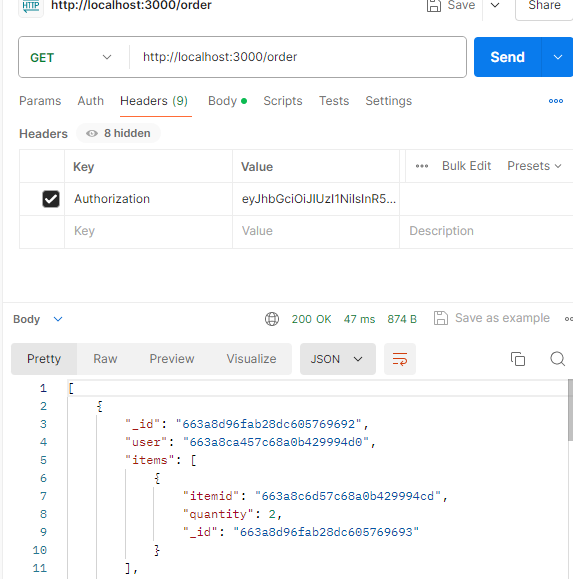 HTTP http://localhost:3000/order Save Share
GET http://localhost:3000/order Send
Params Auth Headers (9) Body Scripts Tests Settings
Headers 8 hidden
Key Value Bulk Edit Presets
Authorization eyJhbGciOiJIUzI1NiIsInR5...
Key Value Description
Body 200 OK 47 ms 874 B Save as example
Pretty Raw Preview Visualize JSON
1 [
2 {
3 "_id": "663a8d96fab28dc605769692",
4 "user": "663a8ca457c68a0b429994d0",
5 "items": [
6 {
7 "itemid": "663a8c6d57c68a0b429994cd",
8 "quantity": 2,
9 "_id": "663a8d96fab28dc605769693"
10 }
11 ],